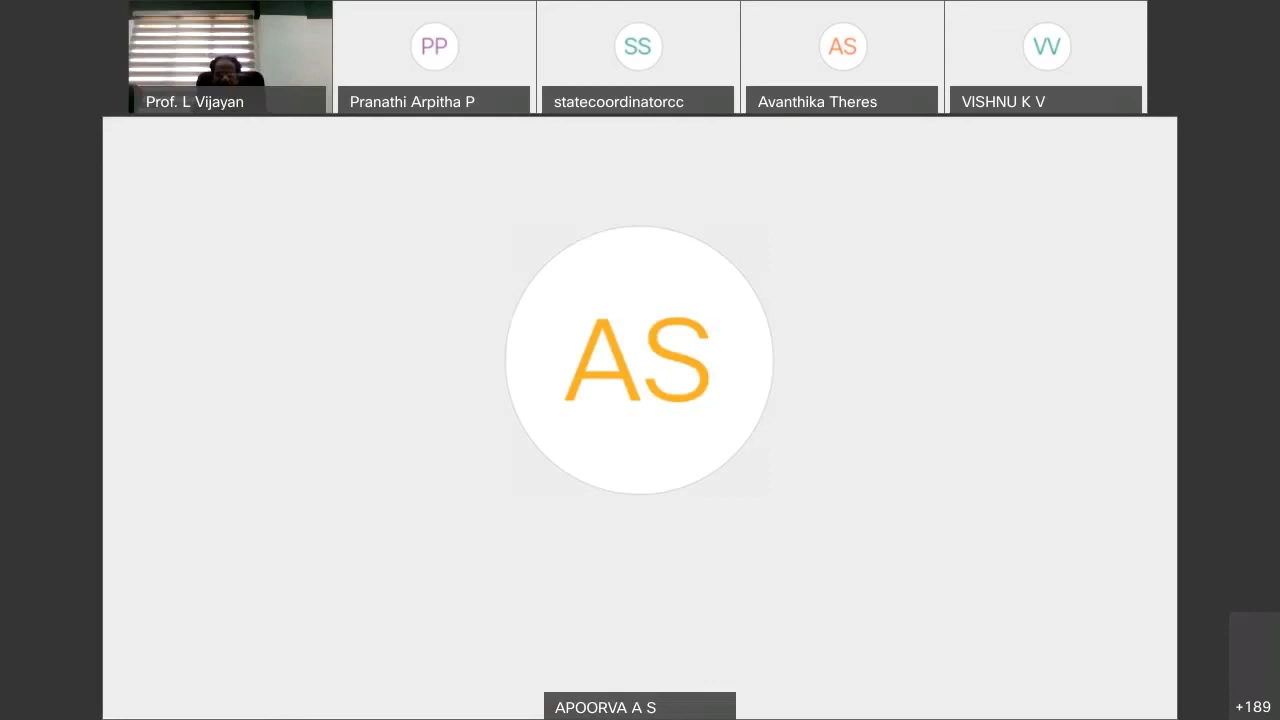 PP
SS
AS
VV
Prof. L Vijayan
Pranathi Arpitha P
statecoordinatorcc
Avanthika Theres
VISHNU K V
AS
APOORVA A S
+189